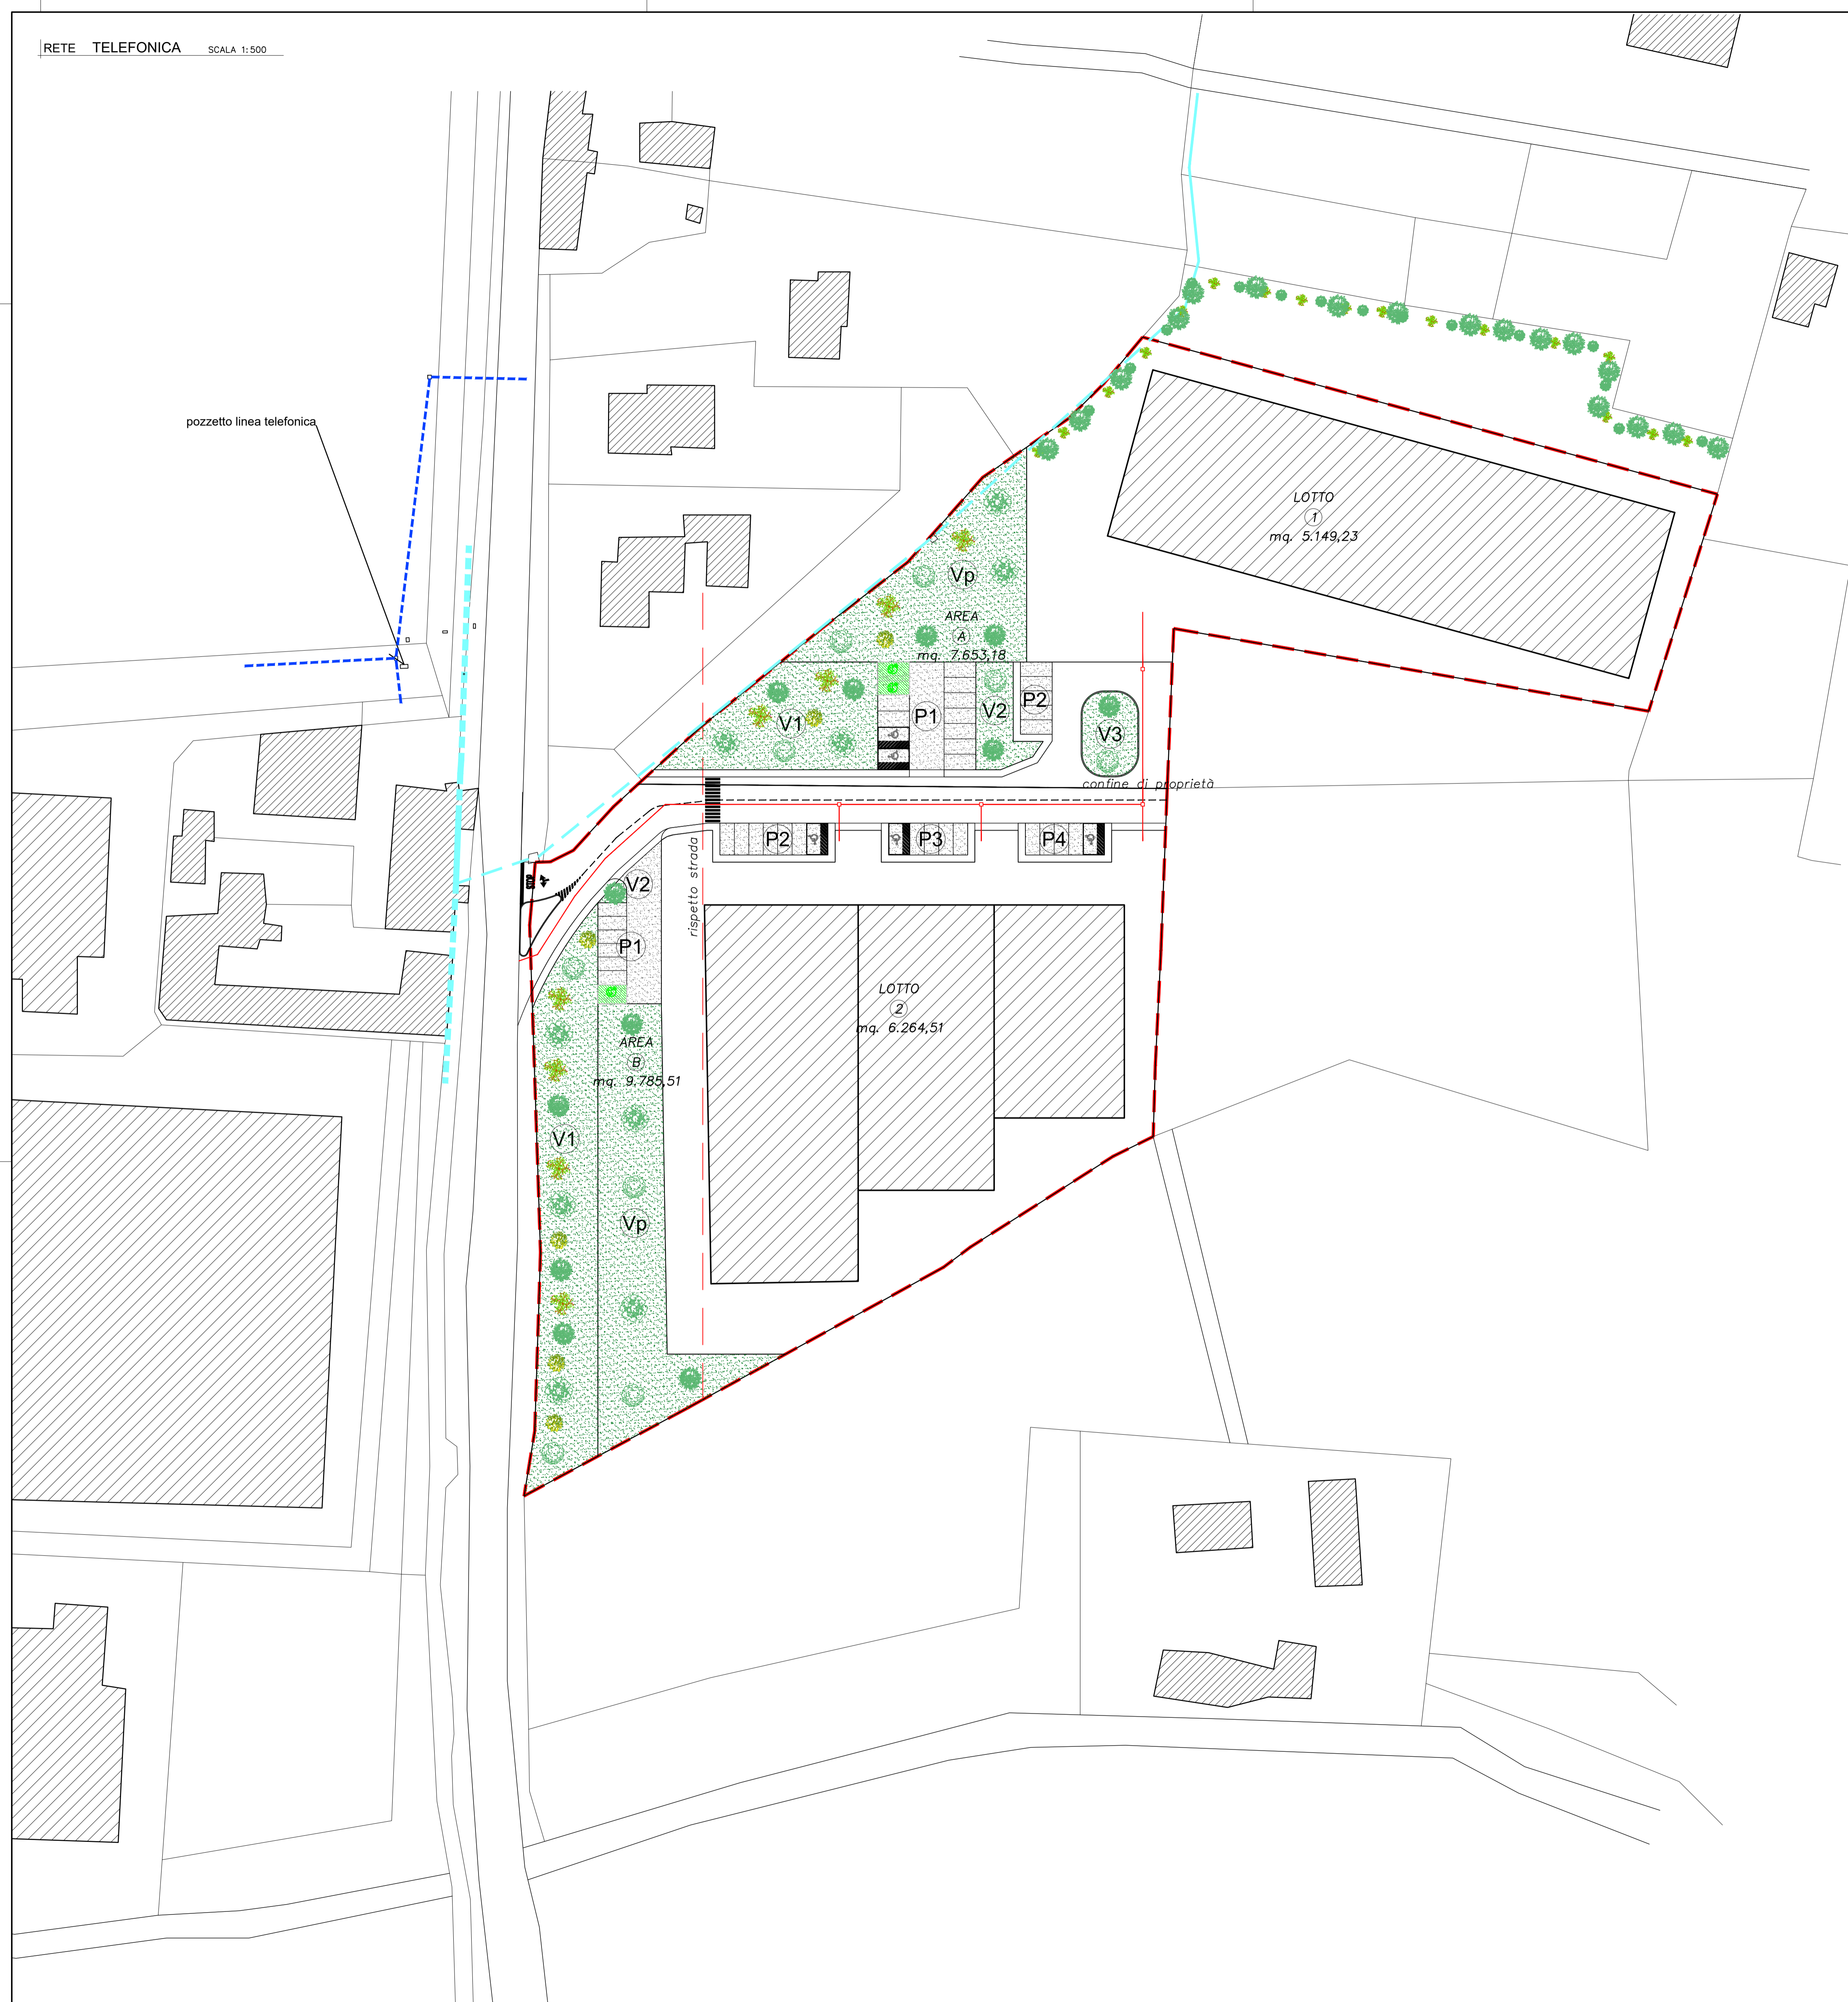 RETE TELEFONICA SCALA 1:500
pozzetto linea telefonica
LOTTO
1
mq. 5.149,23
Vp
AREA
A
mq. 7.653,18
V1
P1
V2
P2
V3
confine di proprietà
P2
P3
P4
rispetto strada
STOP
V2
P1
LOTTO
2
mq. 6.264,51
AREA
B
mq. 9.785,51
V1
Vp